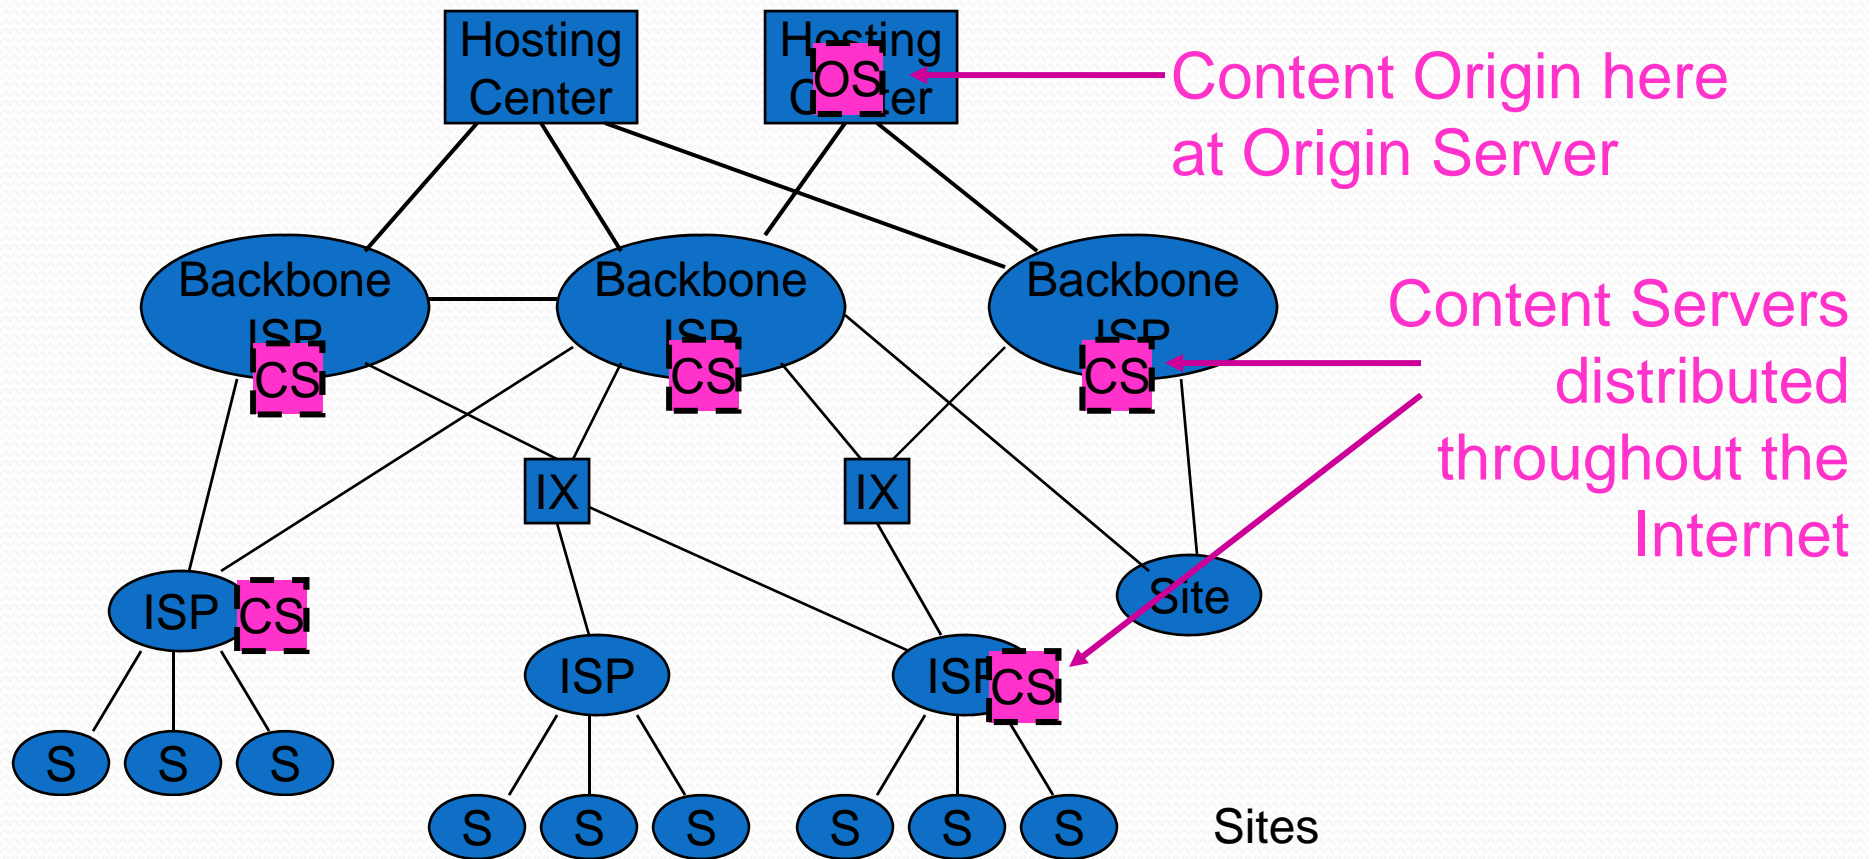 Hosting
Center
Hosting
Center
OS
Content Origin here
at Origin Server
Backbone
ISP
CS
Backbone
ISP
CS
Backbone
ISP
CS
Content Servers
distributed
throughout the
Internet
IX
IX
ISP
CS
Site
ISP
ISP
CS
S
S
S
S
S
S
S
S
S
Sites